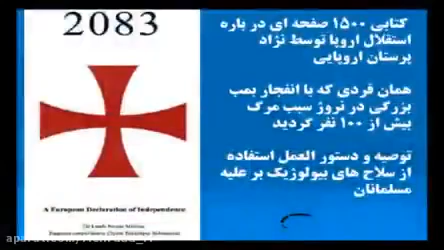 2083
A European Declaration of Independence
کتابی ۱۵۰۰ صفحه ای در باره
استقلال اروپا توسط نژاد
پرستان اروپایی
همان فردی که با انفجار بمب
بزرگی در نروژ سبب مرگ
بیش از ۱۰۰ نفر گردید
توصیه و دستور العمل استفاده
از سلاح های بیولوژیک بر علیه
مسلمانان